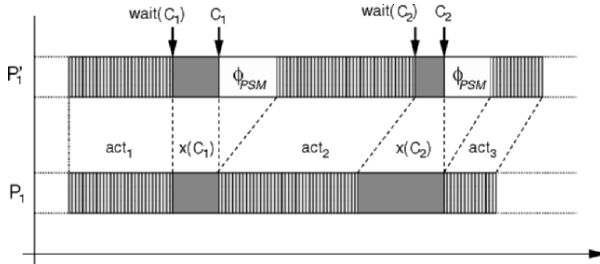 wait(C₁) C₁ wait(C₂) C₂
P₁' ϕPSM ϕPSM
act₁ x(C₁) act₂ x(C₂) act₃
P₁